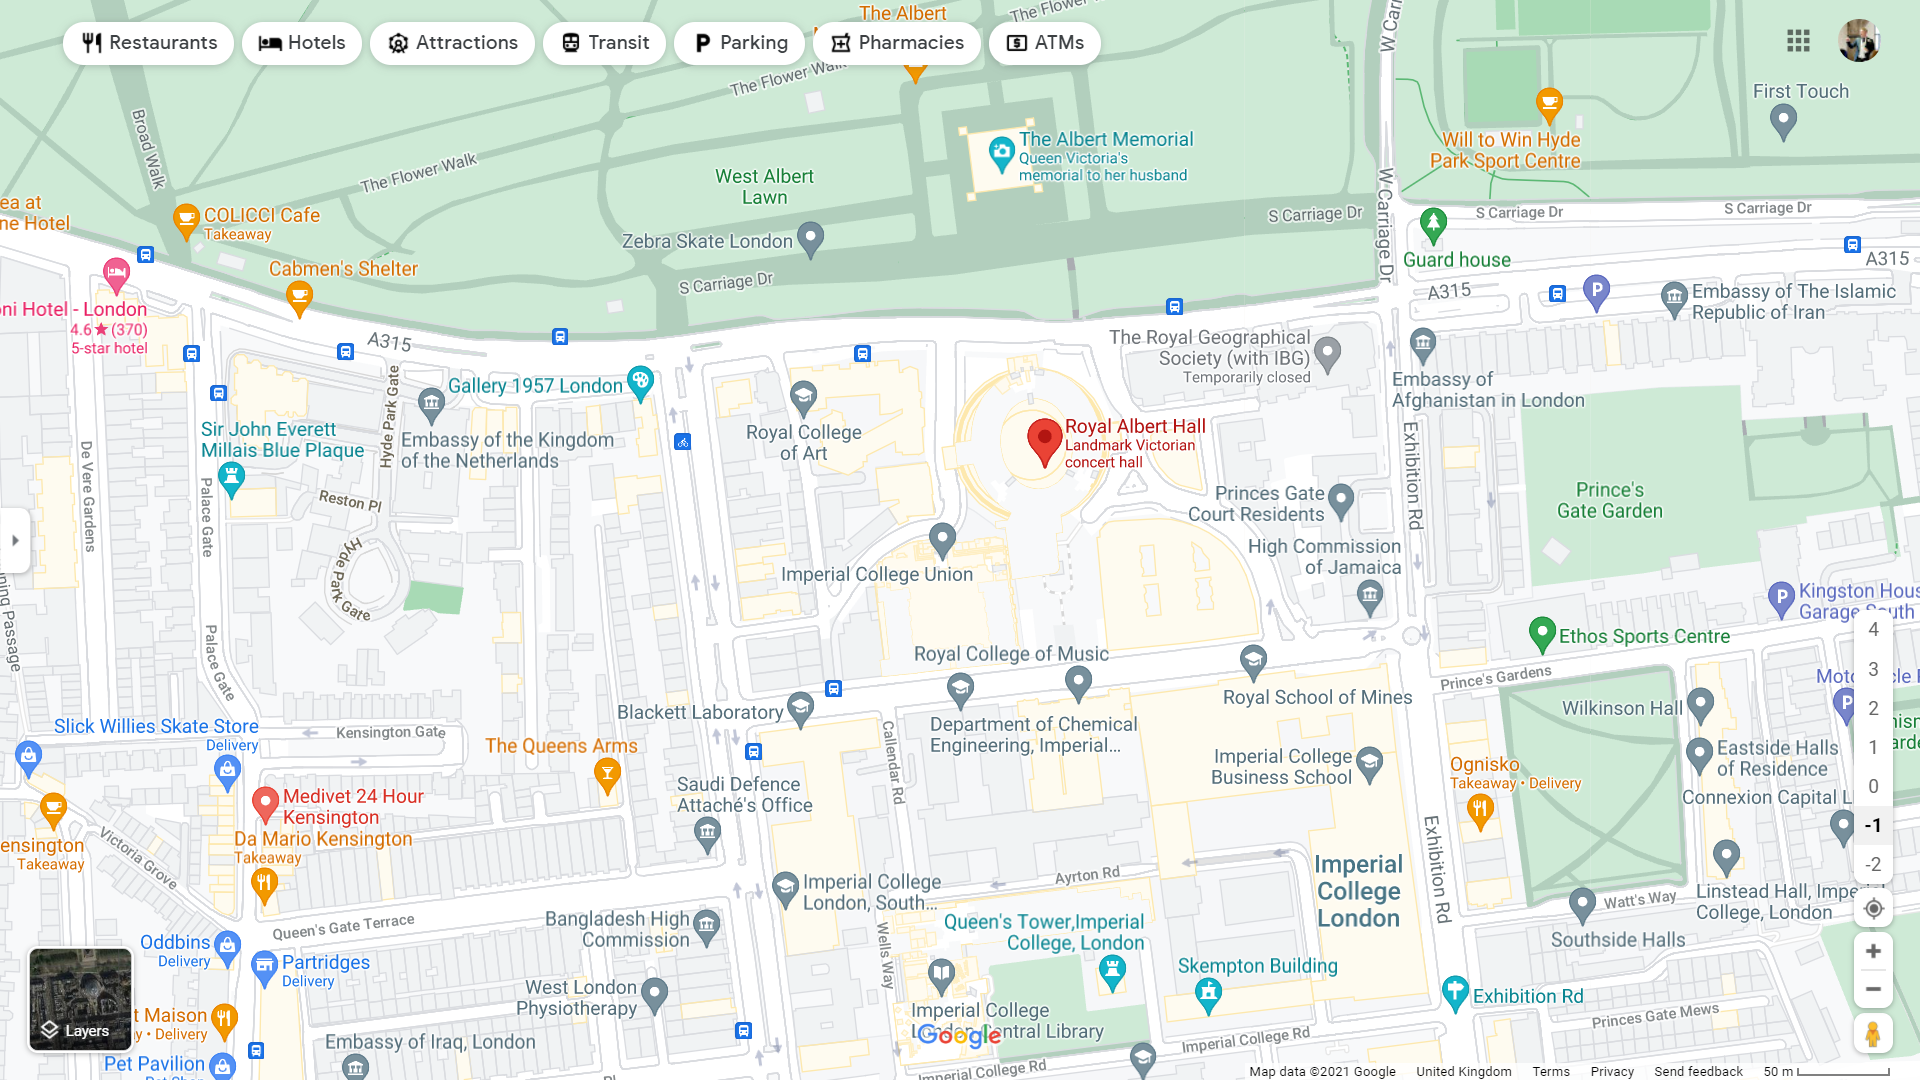 Restaurants
Hotels
Attractions
Transit
Parking
Pharmacies
ATMs
The Albert
The Flower
The Flower Walk
The Flower Walk
Broad Walk
W Carriage Dr
First Touch
Will to Win Hyde
Park Sport Centre
The Albert Memorial
Queen Victoria's
memorial to her husband
West Albert
Lawn
ea at
ne Hotel
COLICCI Cafe
Takeaway
Zebra Skate London
S Carriage Dr
S Carriage Dr
S Carriage Dr
S Carriage Dr
Guard house
A315
Cabmen's Shelter
oni Hotel - London
4.6★(370)
5-star hotel
A315
A315
Embassy of The Islamic
Republic of Iran
The Royal Geographical
Society (with IBG)
Temporarily closed
Embassy of
Afghanistan in London
Gallery 1957 London
Hyde Park Gate
Royal College
of Art
Royal Albert Hall
Landmark Victorian
concert hall
Sir John Everett
Millais Blue Plaque
Embassy of the Kingdom
of the Netherlands
De Vere Gardens
Palace Gate
Reston Pl
Hyde Park Gate
Exhibition Rd
Princes Gate
Court Residents
Prince's
Gate Garden
High Commission
of Jamaica
Imperial College Union
Kingston Hous
Garage South
Palace Gate
ning Passage
Ethos Sports Centre
Royal College of Music
Prince's Gardens
Royal School of Mines
Wilkinson Hall
Blackett Laboratory
Department of Chemical
Engineering, Imperial...
Slick Willies Skate Store
Delivery
Kensington Gate
The Queens Arms
Callendar Rd
Imperial College
Business School
Eastside Halls
of Residence
Ognisko
Takeaway • Delivery
Saudi Defence
Attaché's Office
Medivet 24 Hour
Kensington
Da Mario Kensington
Takeaway
Connexion Capital L
ensington
Takeaway
Victoria Grove
Exhibition Rd
Imperial
College
London
Ayrton Rd
Imperial College
London, South...
Linstead Hall, Impe
College, London
Watt's Way
Queen's Gate Terrace
Bangladesh High
Commission
Queen's Tower,Imperial
College, London
Wells Way
Southside Halls
Oddbins
Delivery
Partridges
Delivery
Skempton Building
West London
Physiotherapy
Exhibition Rd
Imperial College
London Central Library
Princes Gate Mews
t Maison
y • Delivery
Embassy of Iraq, London
Imperial College Rd
Imperial College Rd
Pet Pavilion
Layers
Google
4
3
2
1
0
-1
-2
Map data ©2021 Google
United Kingdom
Terms
Privacy
Send feedback
50 m